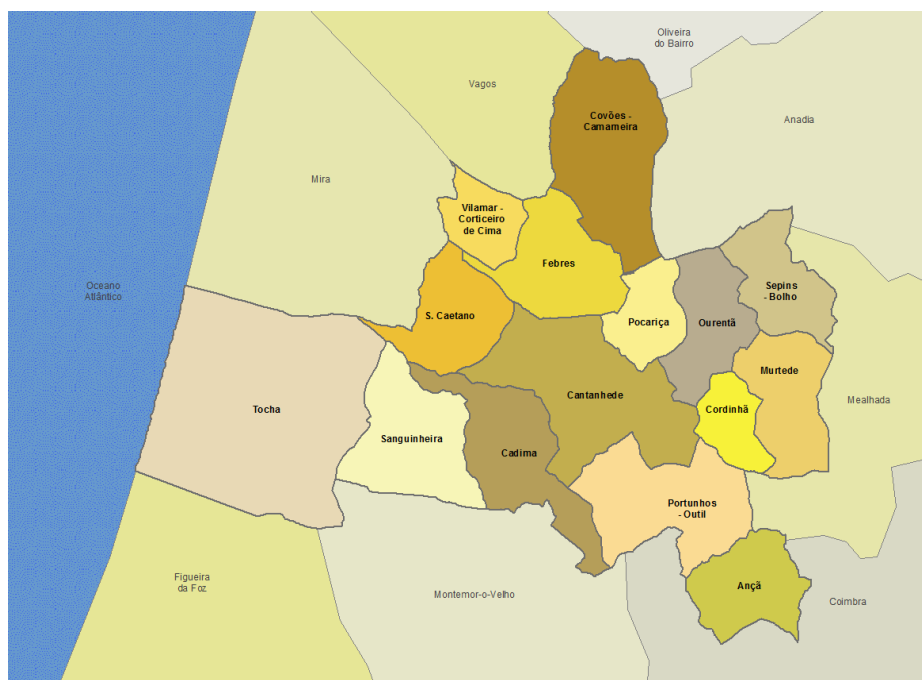 Oliveira
do Bairro
Vagos
Covões -
Camarneira
Anadia
Mira
Vilamar -
Corticeiro
de Cima
Febres
Oceano
Atlântico
Sepins
- Bolho
S. Caetano
Pocariça
Ourentã
Murtede
Cantanhede
Mealhada
Tocha
Cordinhã
Sanguinheira
Cadima
Portunhos
- Outil
Figueira
da Foz
Ançã
Montemor-o-Velho
Coimbra